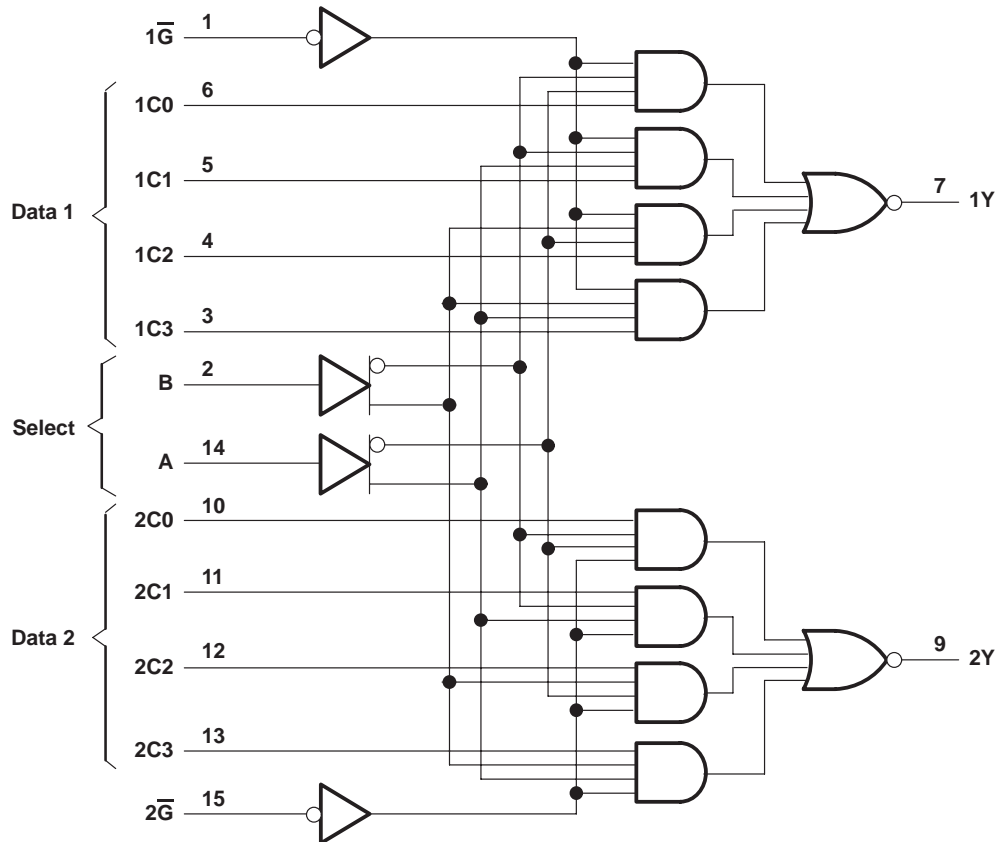 1G̅ 1
1C0 6
1C1 5
Data 1
7 1Y
1C2 4
1C3 3
B 2
Select
A 14
2C0 10
2C1 11
Data 2
9 2Y
2C2 12
2C3 13
2G̅ 15